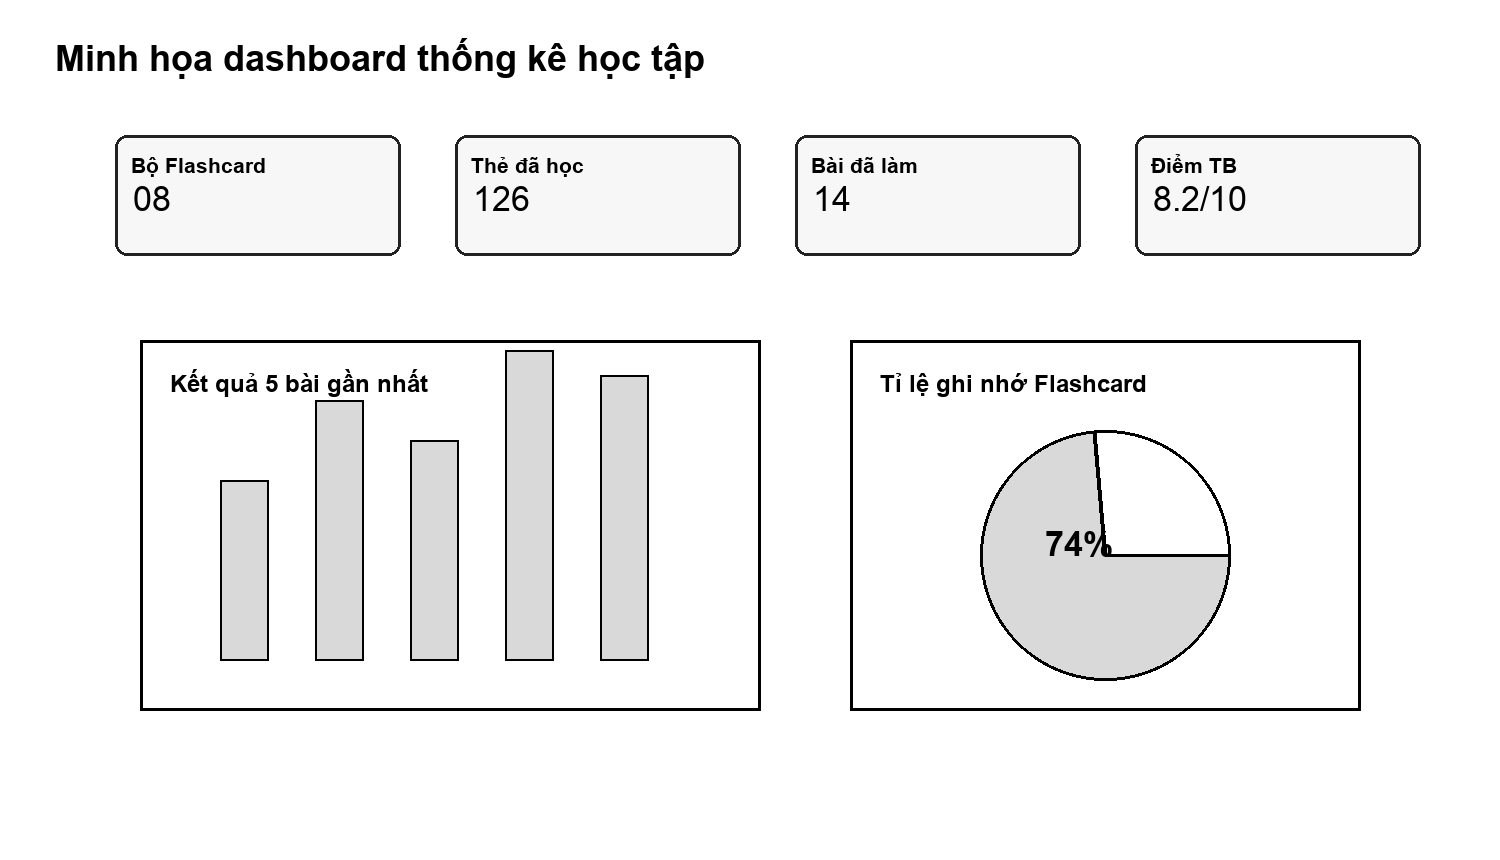 Minh họa dashboard thống kê học tập
Bộ Flashcard
08
Thẻ đã học
126
Bài đã làm
14
Điểm TB
8.2/10
Kết quả 5 bài gần nhất
Tỉ lệ ghi nhớ Flashcard
74%